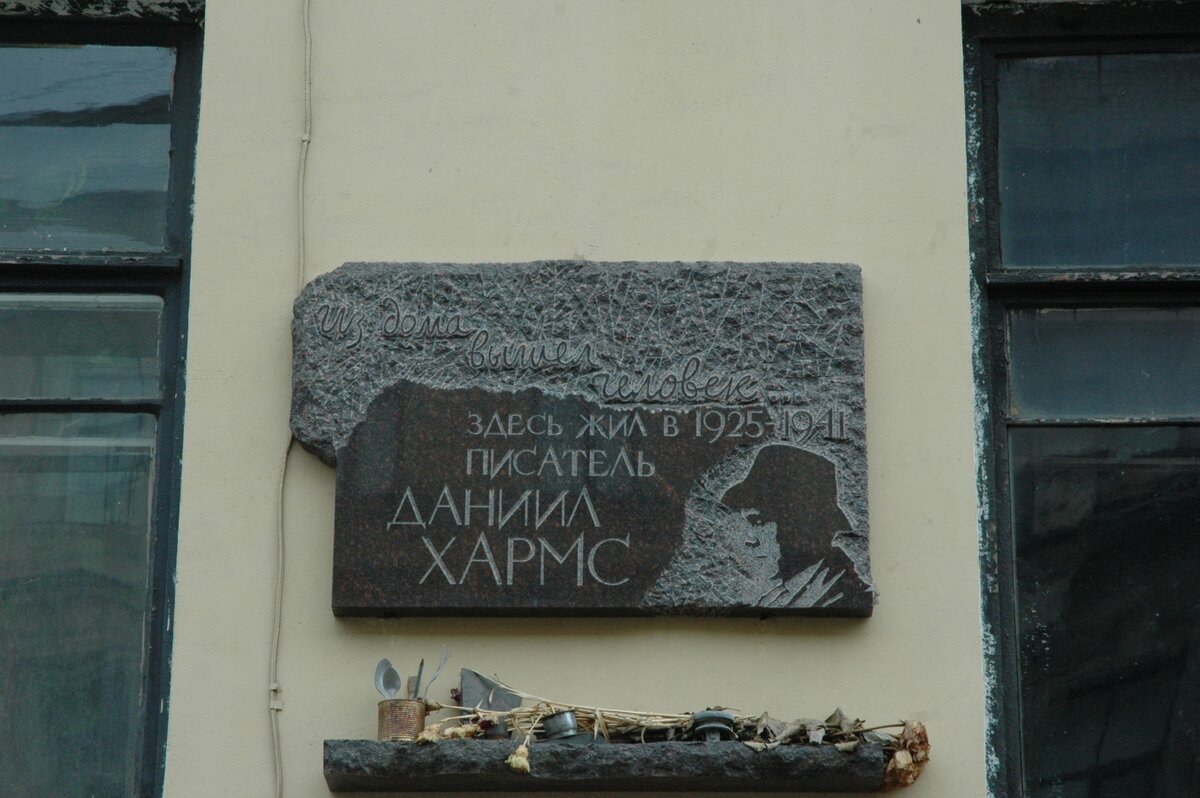 Из дома
вышел
человек
ЗДЕСЬ ЖИЛ В 1925-1941
ПИСАТЕЛЬ
ДАНИИЛ
ХАРМС